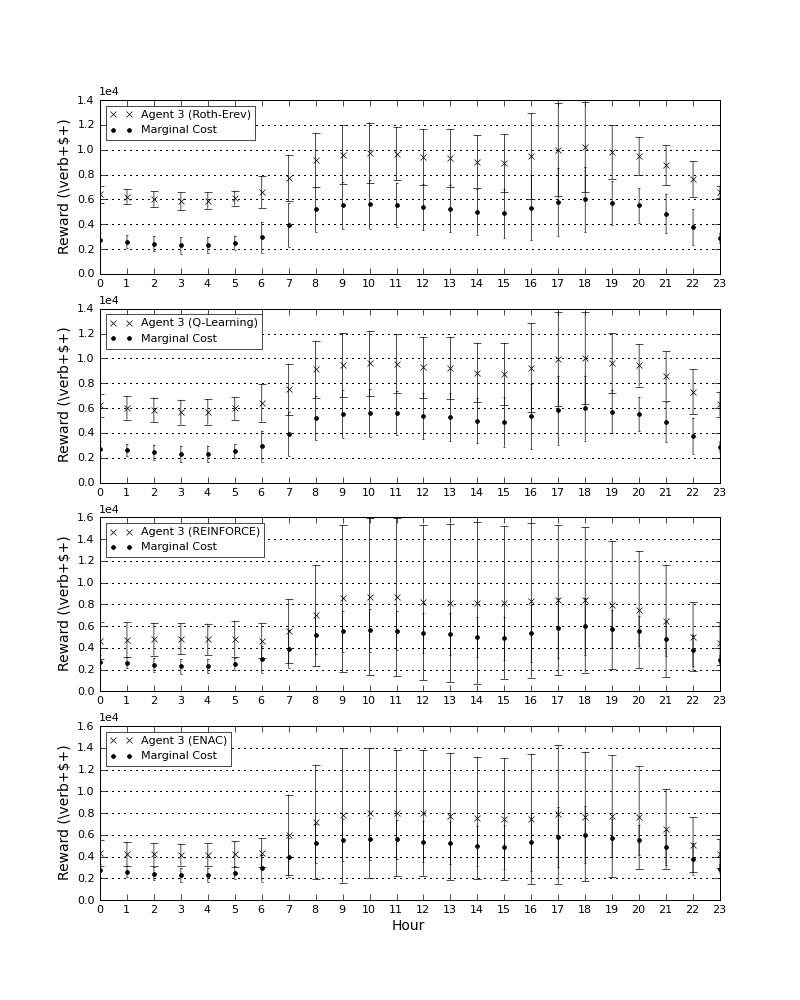 1e4
1.4
Agent 3 (Roth-Erev)
Marginal Cost
1.2
1.0
0.8
0.6
0.4
0.2
0.0
Reward (\verb+$+)
0 1 2 3 4 5 6 7 8 9 10 11 12 13 14 15 16 17 18 19 20 21 22 23
1e4
1.4
Agent 3 (Q-Learning)
Marginal Cost
1.2
1.0
0.8
0.6
0.4
0.2
0.0
Reward (\verb+$+)
0 1 2 3 4 5 6 7 8 9 10 11 12 13 14 15 16 17 18 19 20 21 22 23
1e4
1.6
Agent 3 (REINFORCE)
Marginal Cost
1.4
1.2
1.0
0.8
0.6
0.4
0.2
0.0
Reward (\verb+$+)
0 1 2 3 4 5 6 7 8 9 10 11 12 13 14 15 16 17 18 19 20 21 22 23
1e4
1.6
Agent 3 (ENAC)
Marginal Cost
1.4
1.2
1.0
0.8
0.6
0.4
0.2
0.0
Reward (\verb+$+)
0 1 2 3 4 5 6 7 8 9 10 11 12 13 14 15 16 17 18 19 20 21 22 23
Hour